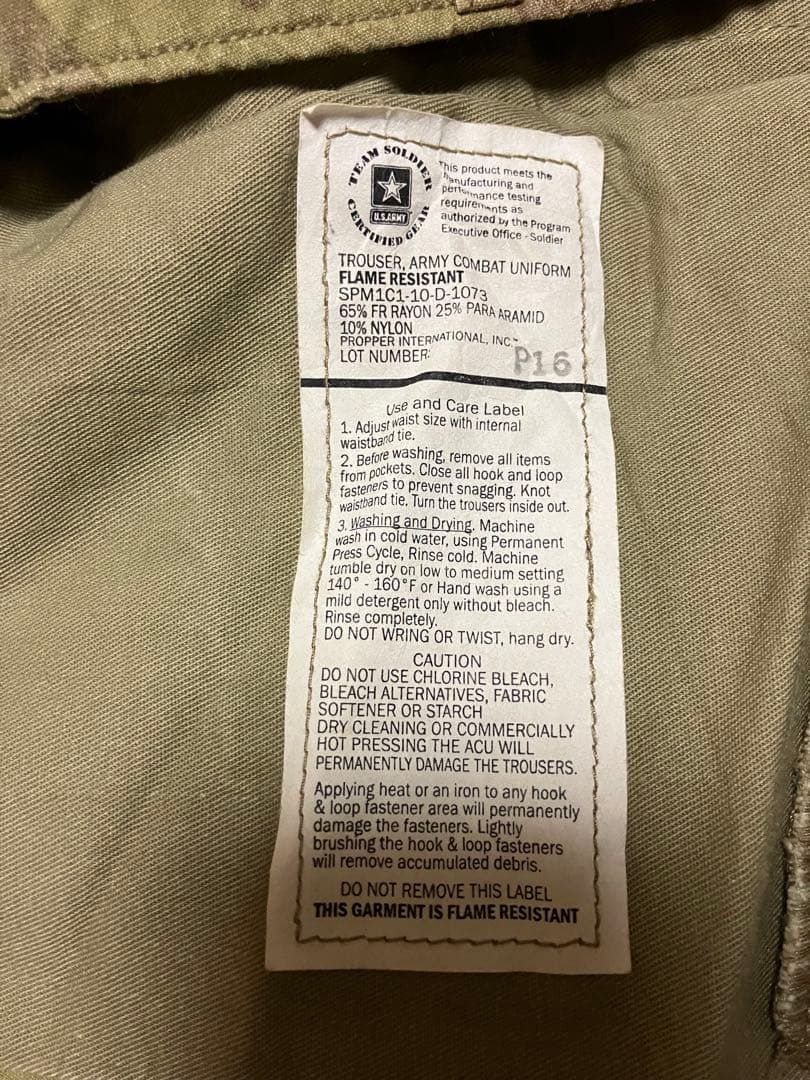 TEAM SOLDIER
CERTIFIED GEAR
U.S.ARMY
This product meets the
manufacturing and
performance testing
requirements as
authorized by the Program
Executive Office - Soldier
TROUSER, ARMY COMBAT UNIFORM
FLAME RESISTANT
SPM1C1-10-D-1073
65% FR RAYON 25% PARA ARAMID
10% NYLON
PROPPER INTERNATIONAL, INC.
LOT NUMBER: P16
Use and Care Label
1. Adjust waist size with internal
waistband tie.
2. Before washing, remove all items
from pockets. Close all hook and loop
fasteners to prevent snagging. Knot
waistband tie. Turn the trousers inside out.
3. Washing and Drying. Machine
wash in cold water, using Permanent
Press Cycle, Rinse cold. Machine
tumble dry on low to medium setting
140° - 160°F or Hand wash using a
mild detergent only without bleach.
Rinse completely.
DO NOT WRING OR TWIST, hang dry.
CAUTION
DO NOT USE CHLORINE BLEACH,
BLEACH ALTERNATIVES, FABRIC
SOFTENER OR STARCH
DRY CLEANING OR COMMERCIALLY
HOT PRESSING THE ACU WILL
PERMANENTLY DAMAGE THE TROUSERS.
Applying heat or an iron to any hook
& loop fastener area will permanently
damage the fasteners. Lightly
brushing the hook & loop fasteners
will remove accumulated debris.
DO NOT REMOVE THIS LABEL
THIS GARMENT IS FLAME RESISTANT